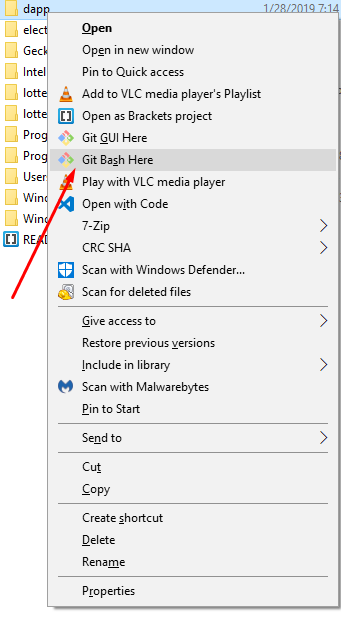 dapp 1/28/2019 7:14
elect
Geck
Intel
lotte
lotte
Prog
Prog
Users
Wind
Wind
READ
Open
Open in new window
Pin to Quick access
Add to VLC media player's Playlist
Open as Brackets project
Git GUI Here
Git Bash Here
Play with VLC media player
Open with Code
7-Zip
CRC SHA
Scan with Windows Defender...
Scan for deleted files
Give access to
Restore previous versions
Include in library
Scan with Malwarebytes
Pin to Start
Send to
Cut
Copy
Create shortcut
Delete
Rename
Properties